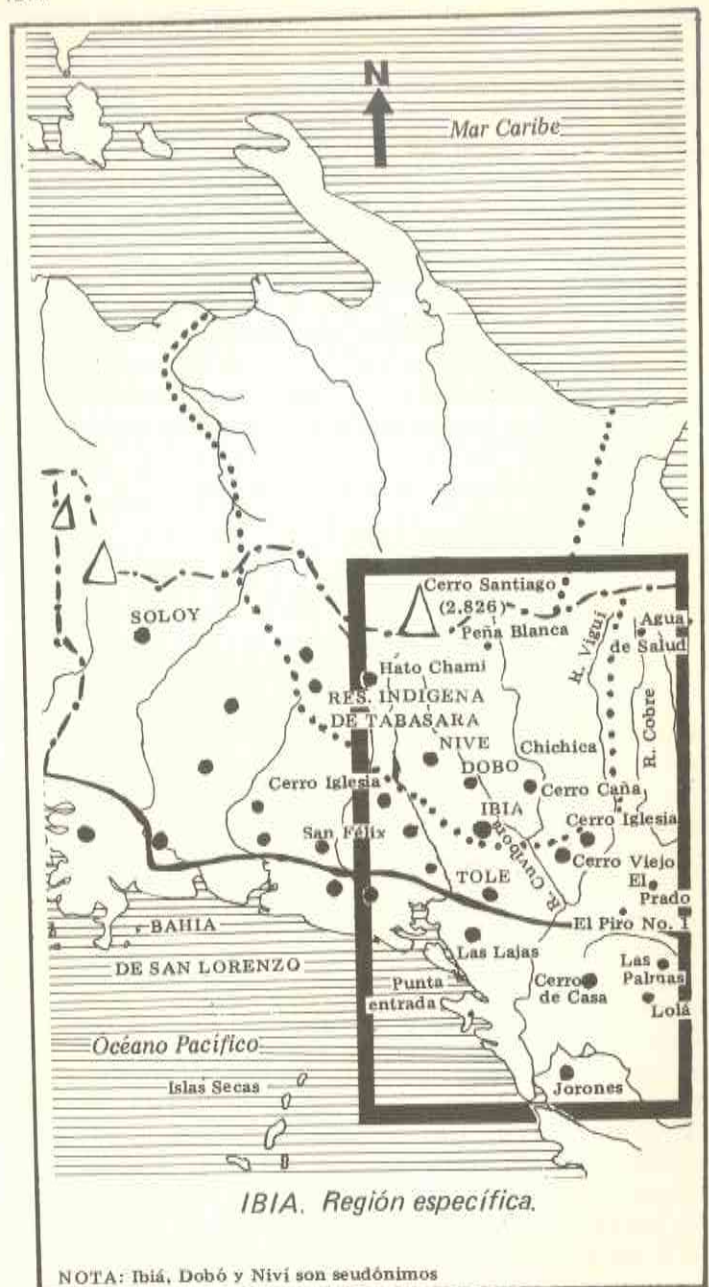 N
Mar Caribe
Cerro Santiago
(2.826)
SOLOY
Peña Blanca
R. Viguí
Agua
de Salud
Hato Chami
RES. INDIGENA
DE TABASARA
R. Cobre
NIVE
Chichica
DOBO
Cerro Iglesia
Cerro Caña
IBIA
Cerro Iglesia
San Félix
R. Cuvibora
Cerro Viejo
TOLE
El
Prado
BAHIA
DE SAN LORENZO
El Piro No. 1
Las Lajas
Las
Palmas
Punta
entrada
Cerro
de Casa
Lolá
Océano Pacífico
Islas Secas
Jorones
IBIA. Región específica.
NOTA: Ibiá, Dobó y Niví son seudónimos